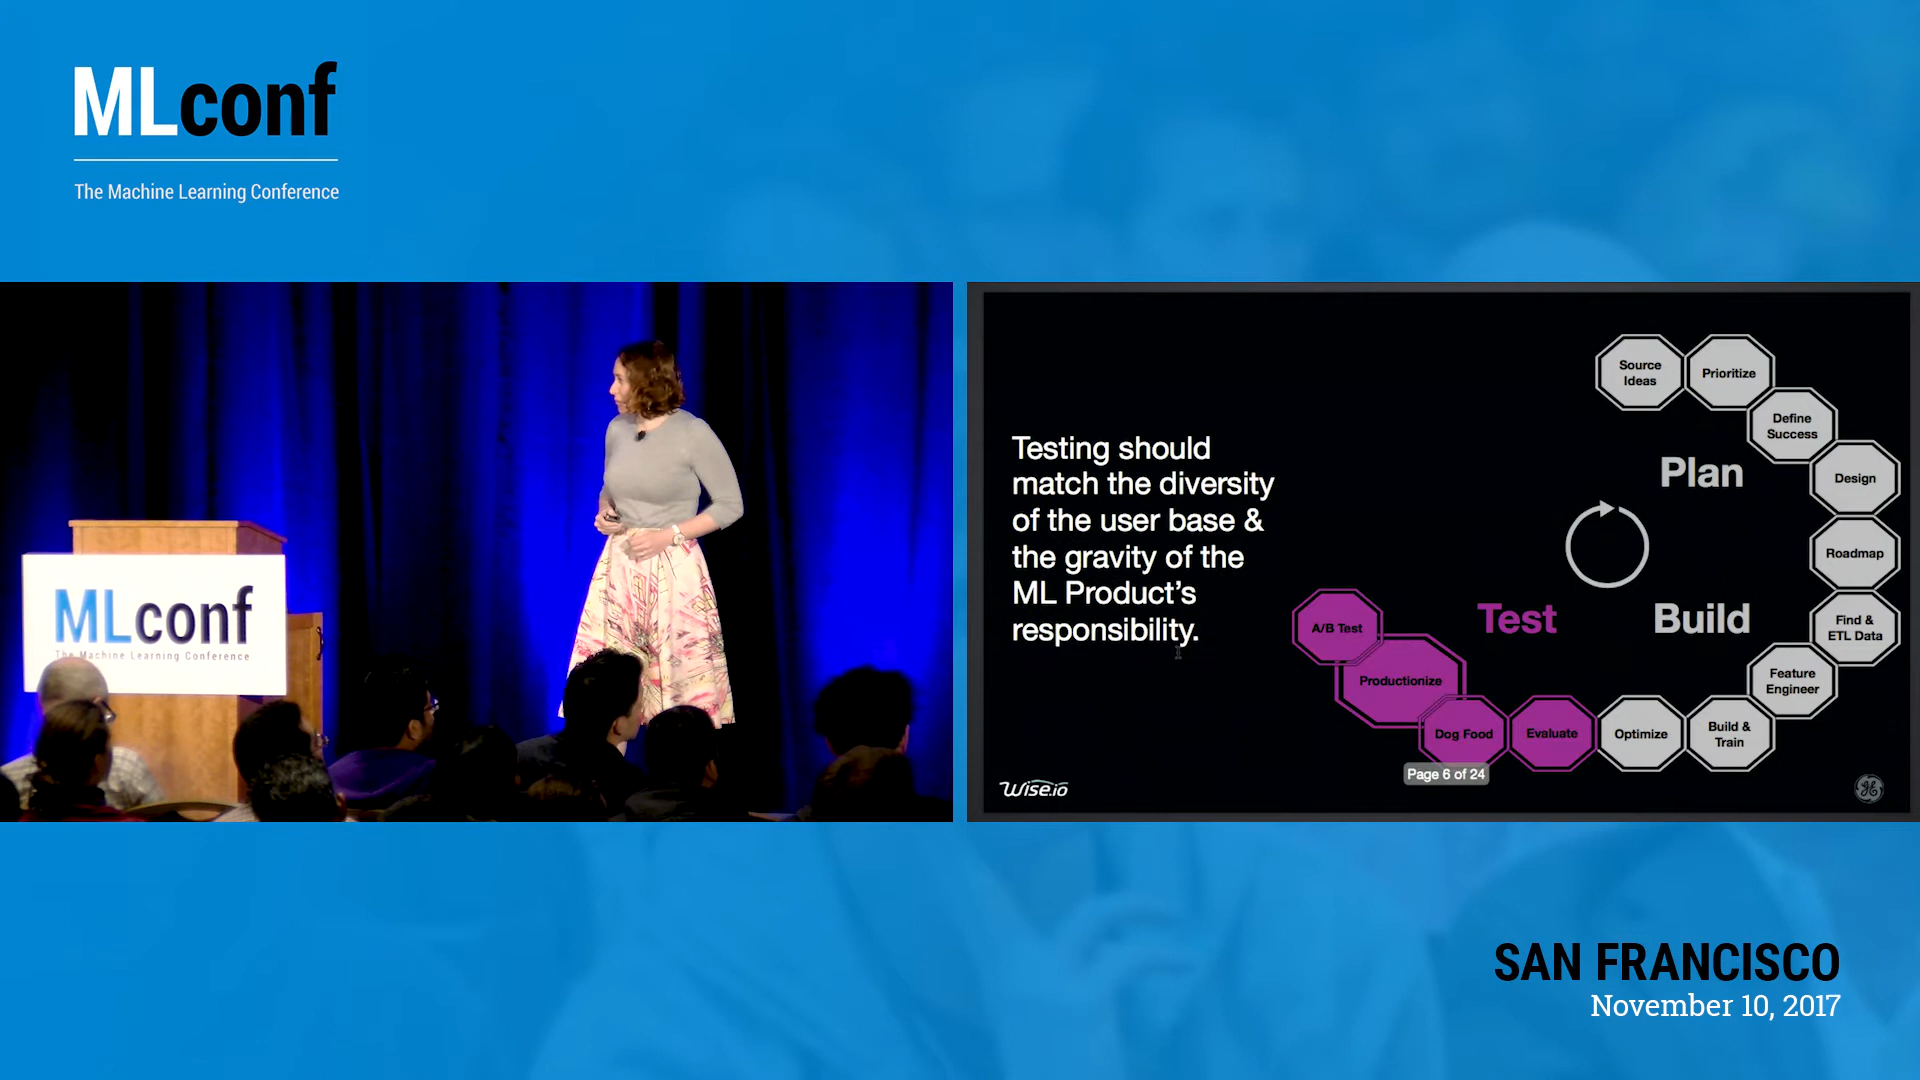 MLconf
The Machine Learning Conference
MLconf
The Machine Learning Conference
Testing should
match the diversity
of the user base &
the gravity of the
ML Product's
responsibility.
Source
Ideas
Prioritize
Define
Success
Design
Roadmap
Find &
ETL Data
Feature
Engineer
Build &
Train
Optimize
Evaluate
Dog Food
Productionize
A/B Test
Plan
Build
Test
Page 6 of 24
Wise.io
GE
SAN FRANCISCO
November 10, 2017